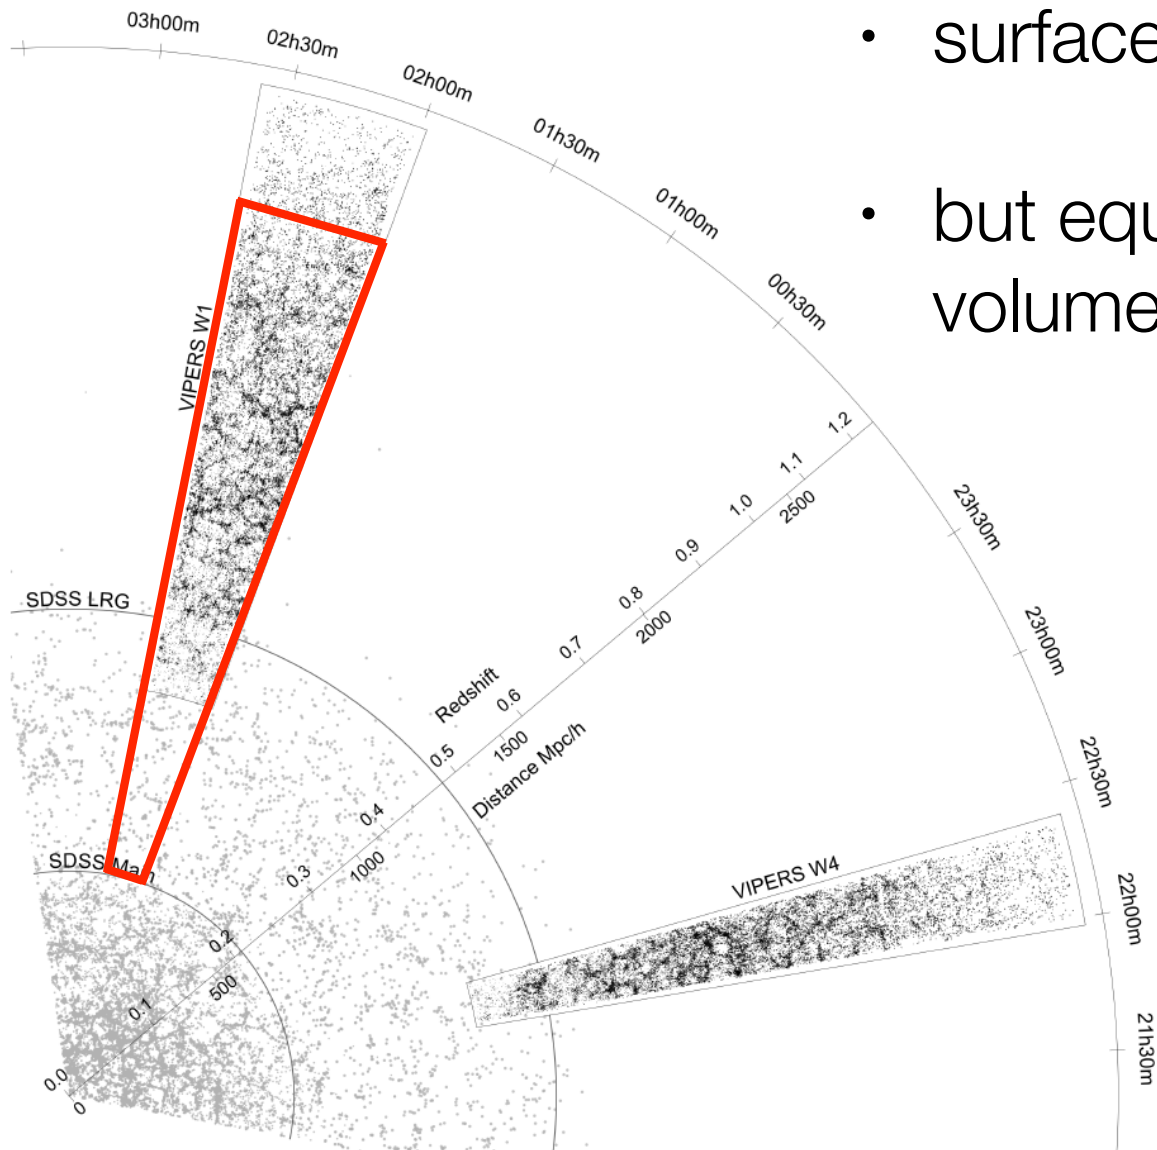 03h00m
02h30m
02h00m
01h30m
01h00m
00h30m
23h30m
23h00m
22h30m
22h00m
21h30m
• surface
• but equ
volume
VIPERS W1
SDSS LRG
SDSS Main
VIPERS W4
Redshift
0.0
0.1
0.2
0.3
0.4
0.5
0.6
0.7
0.8
0.9
1.0
1.1
1.2
Distance Mpc/h
0
500
1000
1500
2000
2500